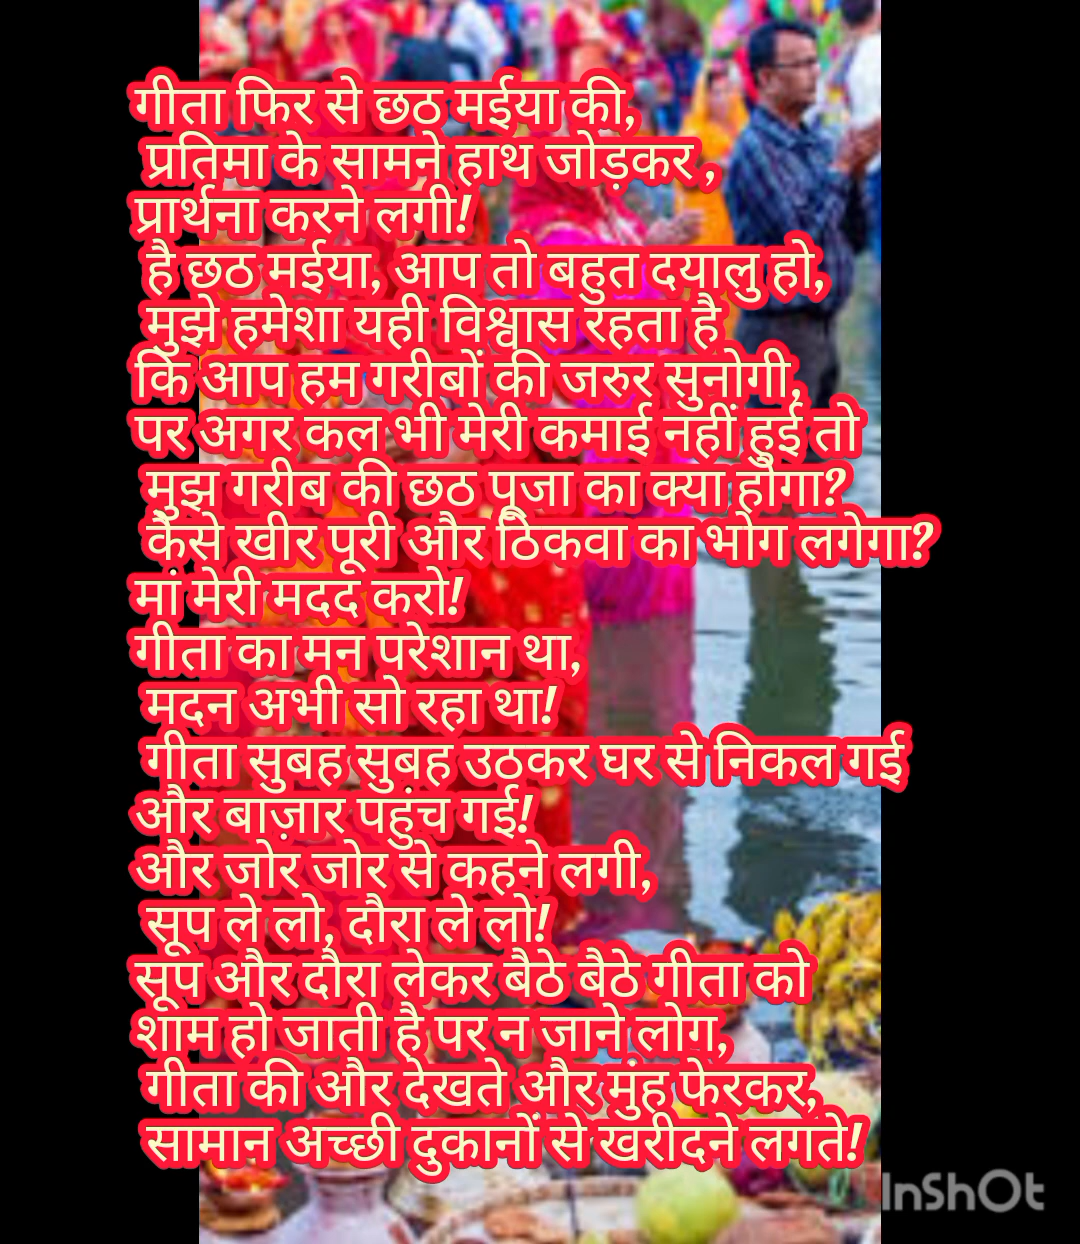 गीता फिर से छठ मईया की,
प्रतिमा के सामने हाथ जोड़कर ,
प्रार्थना करने लगी!
है छठ मईया, आप तो बहुत दयालु हो,
मुझे हमेशा यही विश्वास रहता है
कि आप हम गरीबों की जरुर सुनोगी,
पर अगर कल भी मेरी कमाई नहीं हुई तो
मुझ गरीब की छठ पूजा का क्या होगा?
कैसे खीर पूरी और ठिकवा का भोग लगेगा?
मां मेरी मदद करो!
गीता का मन परेशान था,
मदन अभी सो रहा था!
गीता सुबह सुबह उठकर घर से निकल गई
और बाज़ार पहुंच गई!
और जोर जोर से कहने लगी,
सूप ले लो, दौरा ले लो!
सूप और दौरा लेकर बैठे बैठे गीता को
शाम हो जाती है पर न जाने लोग,
गीता की और देखते और मुंह फेरकर,
सामान अच्छी दुकानों से खरीदने लगते!
InShOt